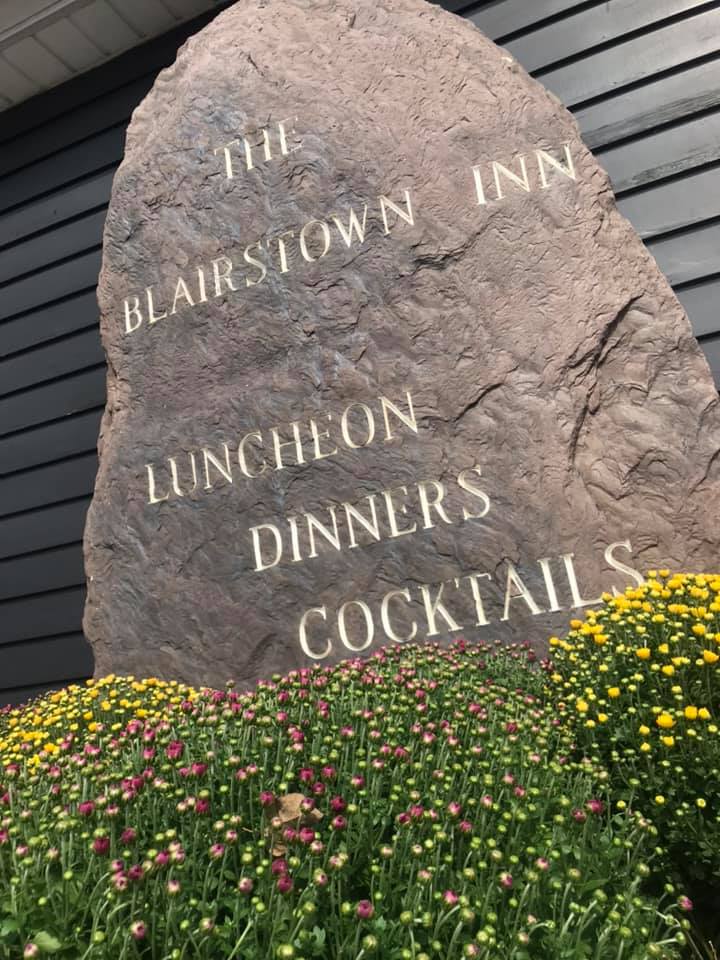 THE
BLAIRSTOWN INN
LUNCHEON
DINNERS
COCKTAILS